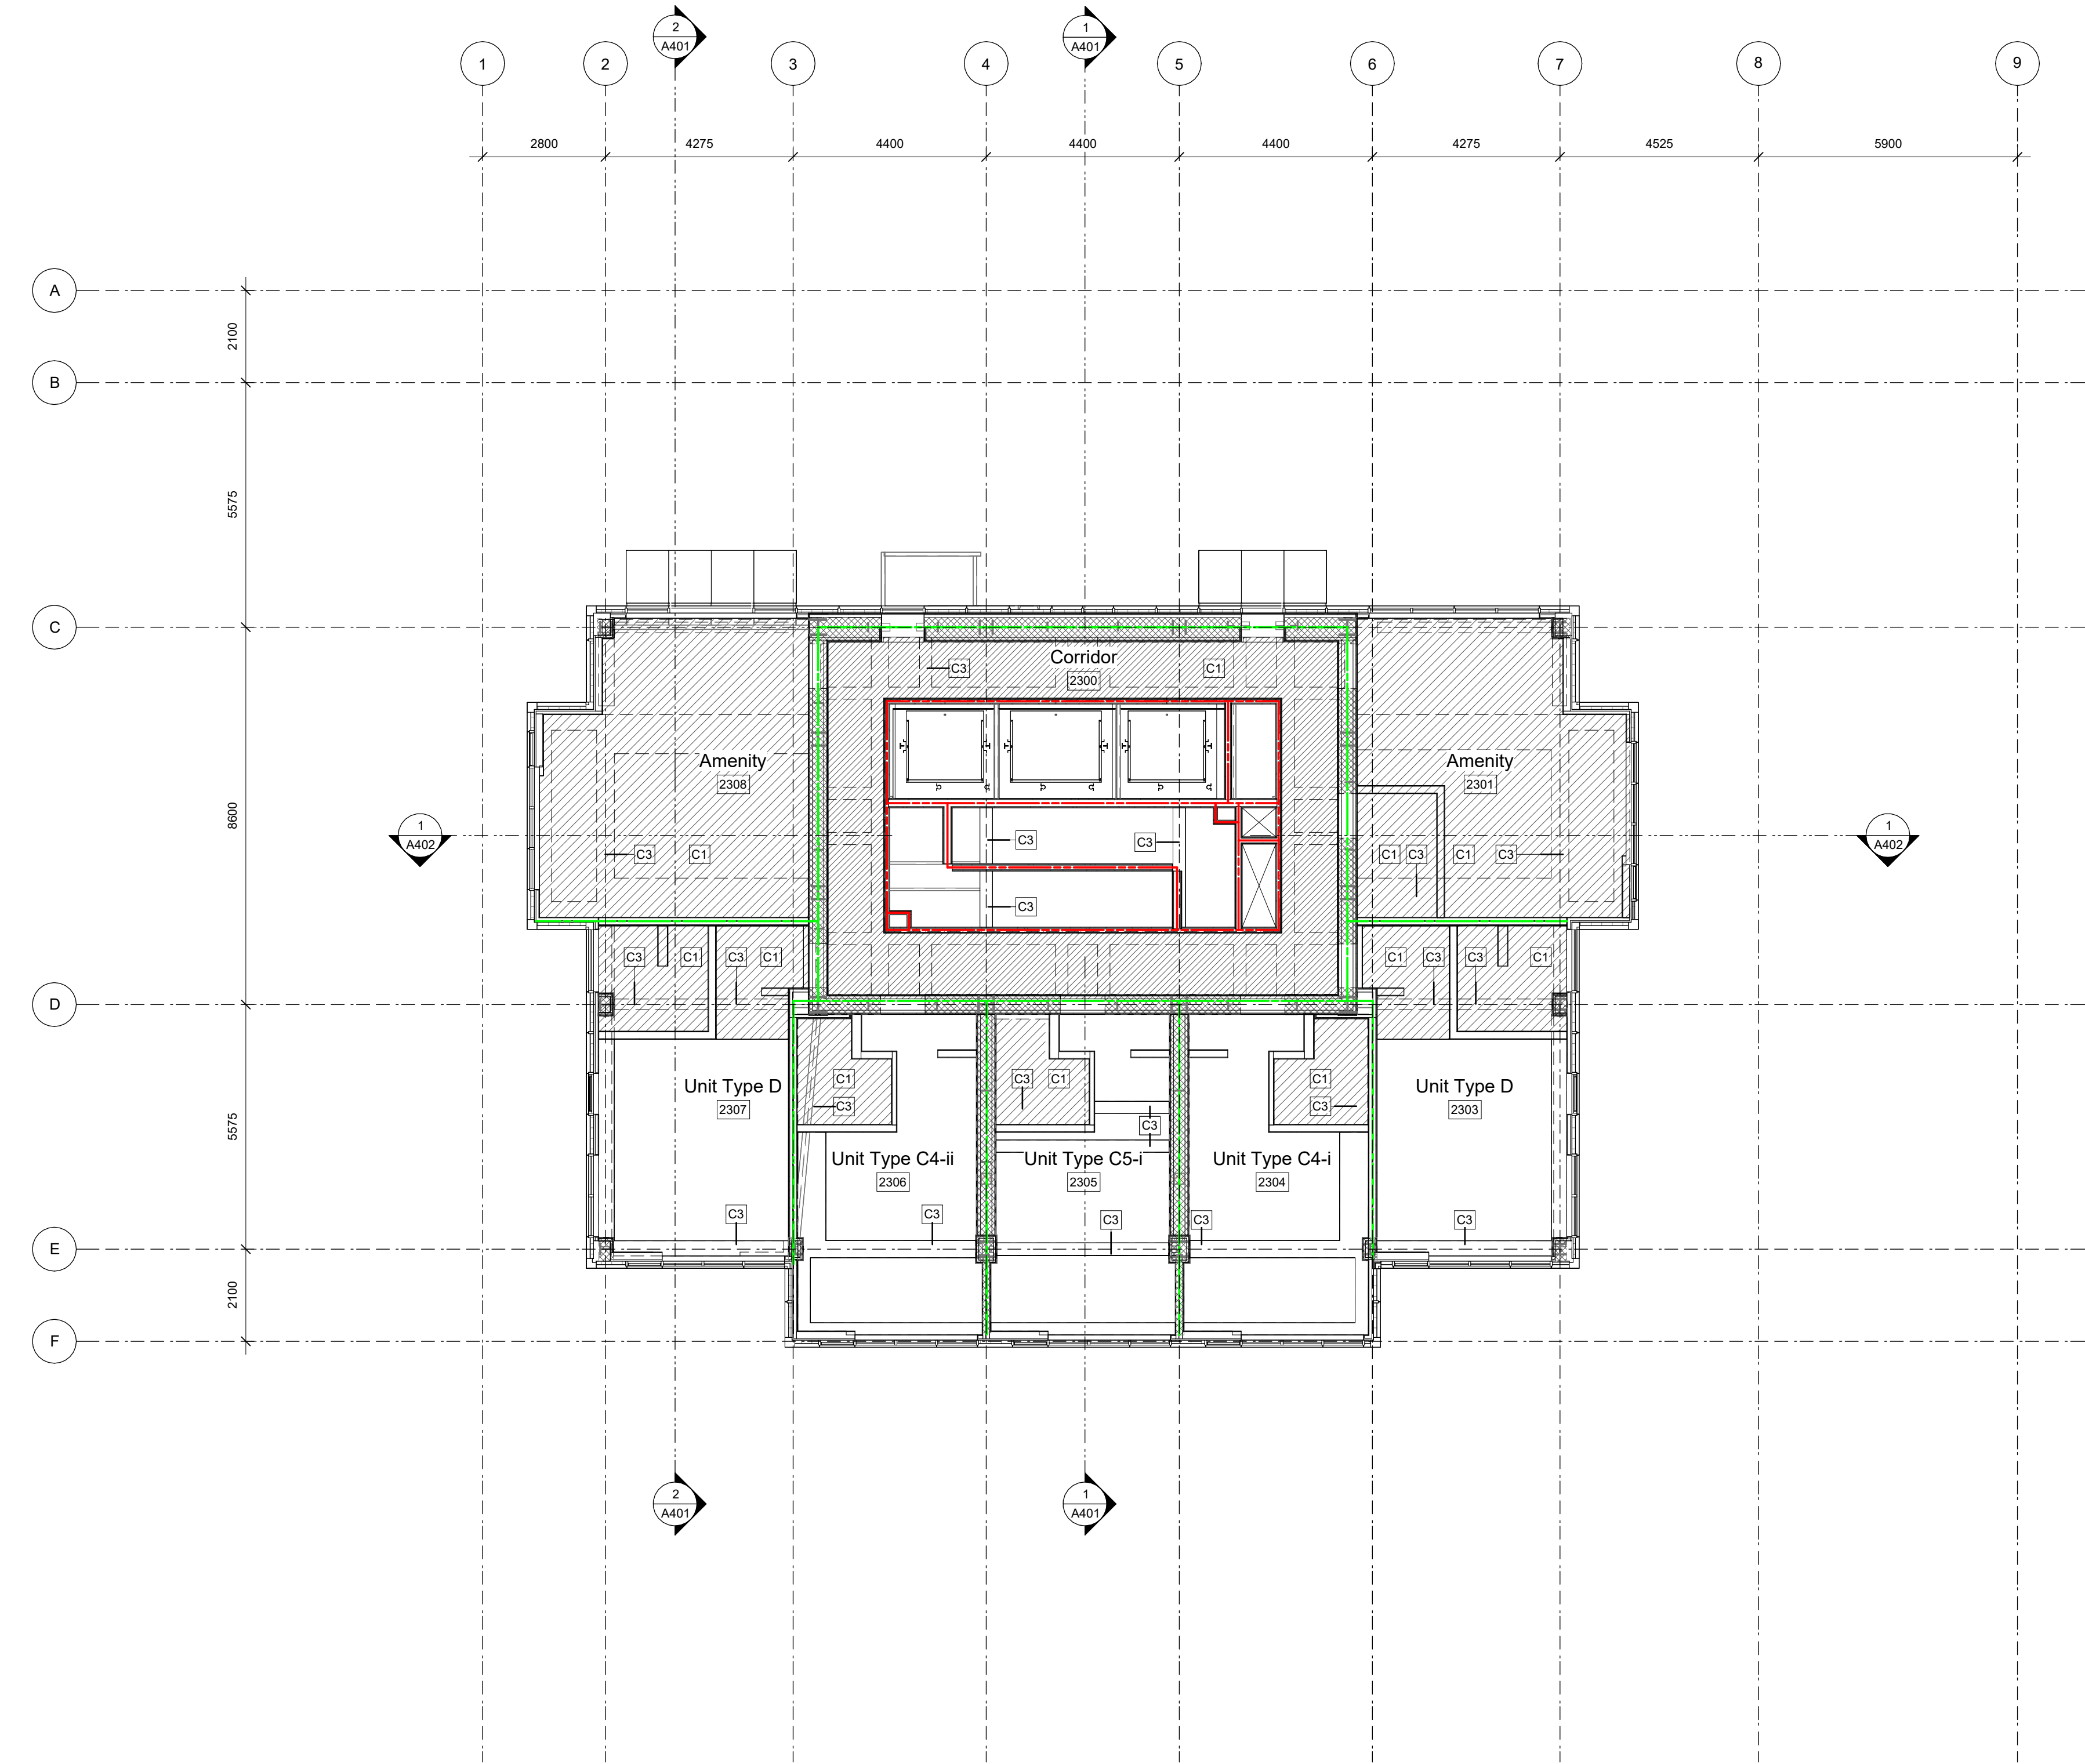 2
A401
1
A401
1
2
3
4
5
6
7
8
9
2800
4275
4400
4400
4400
4275
4525
5900
A
2100
B
5575
C
Corridor
2300
C3
C1
Amenity
2308
Amenity
2301
8600
1
A402
1
A402
C3
C3
C3
C1
C1
C3
C1
C3
C3
C3
C1
C3
C1
C1
C3
C3
C1
D
C1
C3
C3
C1
C1
C3
Unit Type D
2307
Unit Type D
2303
C3
5575
Unit Type C4-ii
2306
Unit Type C5-i
2305
Unit Type C4-i
2304
C3
C3
C3
C3
C3
E
2100
F
2
A401
1
A401